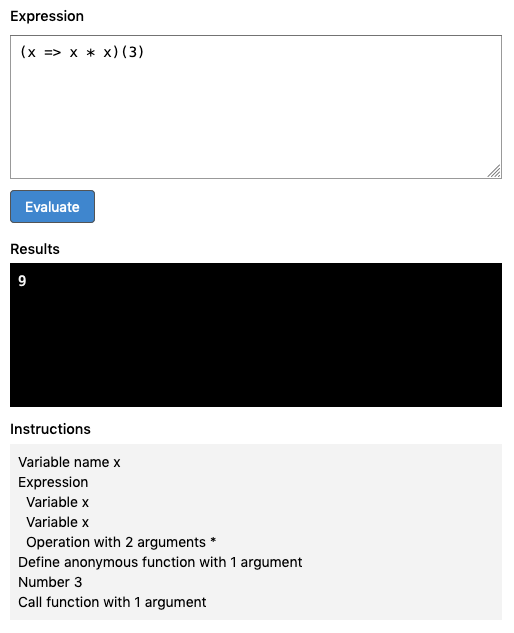 Expression
(x => x * x)(3)
Evaluate
Results
9
Instructions
Variable name x
Expression
Variable x
Variable x
Operation with 2 arguments *
Define anonymous function with 1 argument
Number 3
Call function with 1 argument